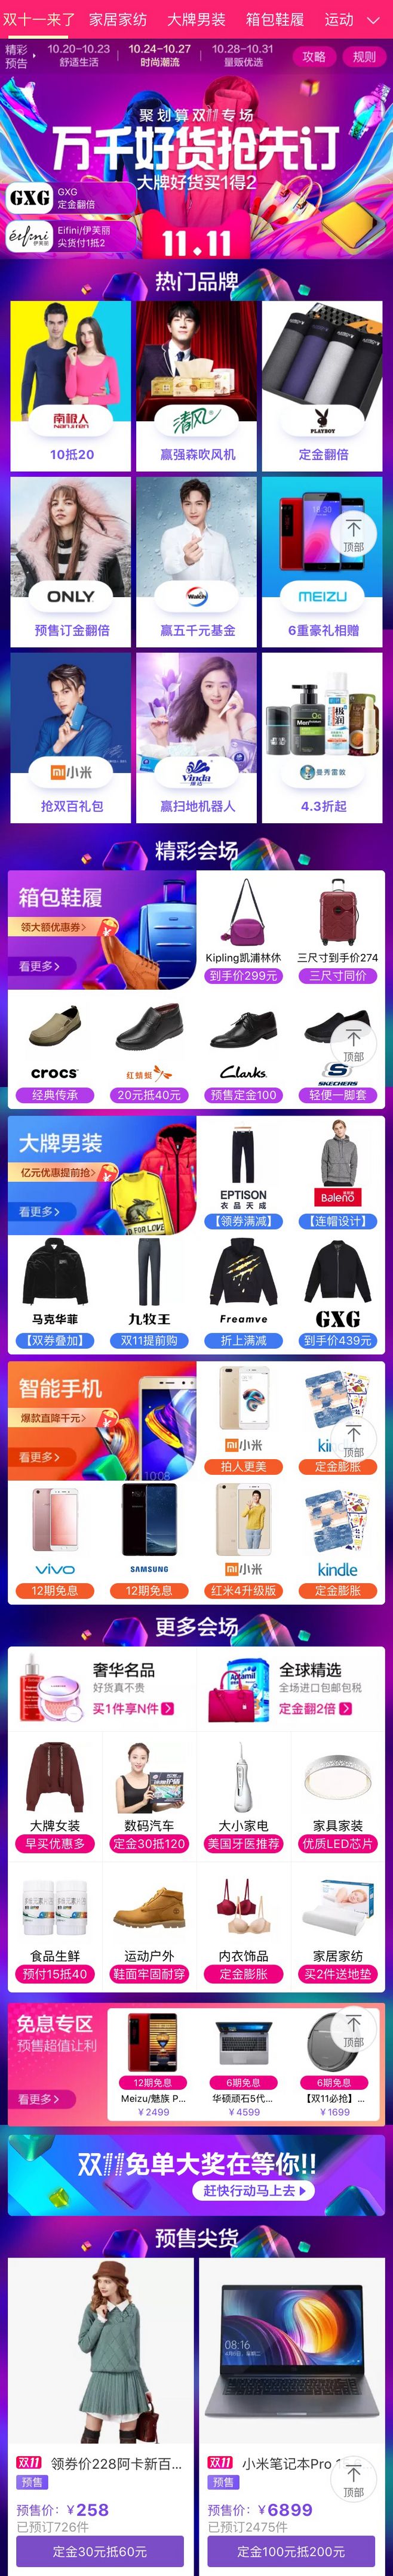 双十一来了 家居家纺 大牌男装 箱包鞋履 运动
精彩预告
10.20-10.23
舒适生活
10.24-10.27
时尚潮流
10.28-10.31
量贩优选
攻略
规则
聚划算双11专场
万千好货抢先订
大牌好货买1得2
GXG
GXG
定金翻倍
éifini
伊芙丽
Eifini/伊芙丽
尖货付1抵2
11.11
热门品牌
南极人
NanJiren
10抵20
清风
赢强森吹风机
PLAYBOY
定金翻倍
ONLY
预售订金翻倍
Walch
赢五千元基金
18:30
MEIZU
6重豪礼相赠
顶部
小米
抢双百礼包
Vinda
维达
赢扫地机器人
曼秀雷敦
4.3折起
精彩会场
箱包鞋履
领大额优惠券>
看更多>
Kipling凯浦林休
到手价299元
三尺寸到手价274
三尺寸同价
crocs
经典传承
红蜻蜓
20元抵40元
Clarks
预售定金100
SKECHERS
轻便一脚套
顶部
大牌男装
亿元优惠提前抢>
看更多>
EPTISON
衣品天成
【领券满减】
Baleno
【连帽设计】
马克华菲
【双券叠加】
九牧王
双11提前购
Freamve
折上满减
GXG
到手价439元
智能手机
爆款直降千元>
看更多>
小米
拍人更美
定金膨胀
顶部
vivo
12期免息
SAMSUNG
12期免息
小米
红米4升级版
kindle
定金膨胀
更多会场
奢华名品
好货真不贵
买1件享N件
全球精选
全场进口包邮包税
定金翻2倍
大牌女装
早买优惠多
数码汽车
定金30抵120
大小家电
美国牙医推荐
家具家装
优质LED芯片
食品生鲜
预付15抵40
运动户外
鞋面牢固耐穿
内衣饰品
定金膨胀
家居家纺
买2件送地垫
免息专区
预售超值让利
看更多>
12期免息
Meizu/魅族 P...
¥2499
6期免息
华硕顽石5代...
¥4599
6期免息
【双11必抢】...
¥1699
顶部
双11免单大奖在等你!!
赶快行动马上去
预售尖货
08:16
双11 领券价228阿卡新百...
预售
预售价: ¥258
已预订726件
定金30元抵60元
双11 小米笔记本Pro
预售
预售价: ¥6899
已预订2475件
定金100元抵200元
顶部